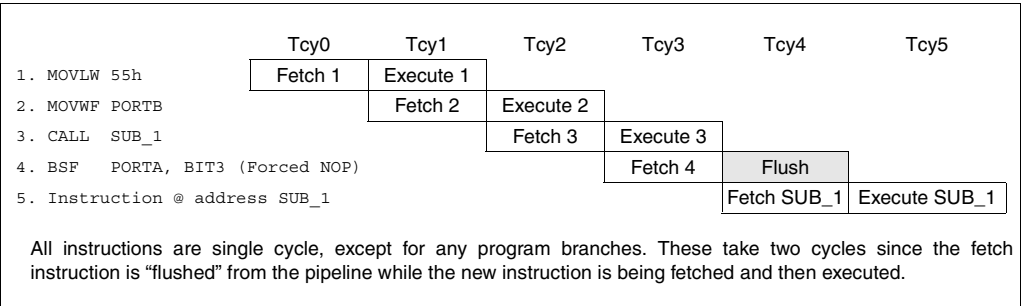 Tcy0 Tcy1 Tcy2 Tcy3 Tcy4 Tcy5
1. MOVLW 55h Fetch 1 Execute 1
2. MOVWF PORTB Fetch 2 Execute 2
3. CALL SUB_1 Fetch 3 Execute 3
4. BSF PORTA, BIT3 (Forced NOP) Fetch 4 Flush
5. Instruction @ address SUB_1 Fetch SUB_1 Execute SUB_1
All instructions are single cycle, except for any program branches. These take two cycles since the fetch
instruction is “flushed” from the pipeline while the new instruction is being fetched and then executed.